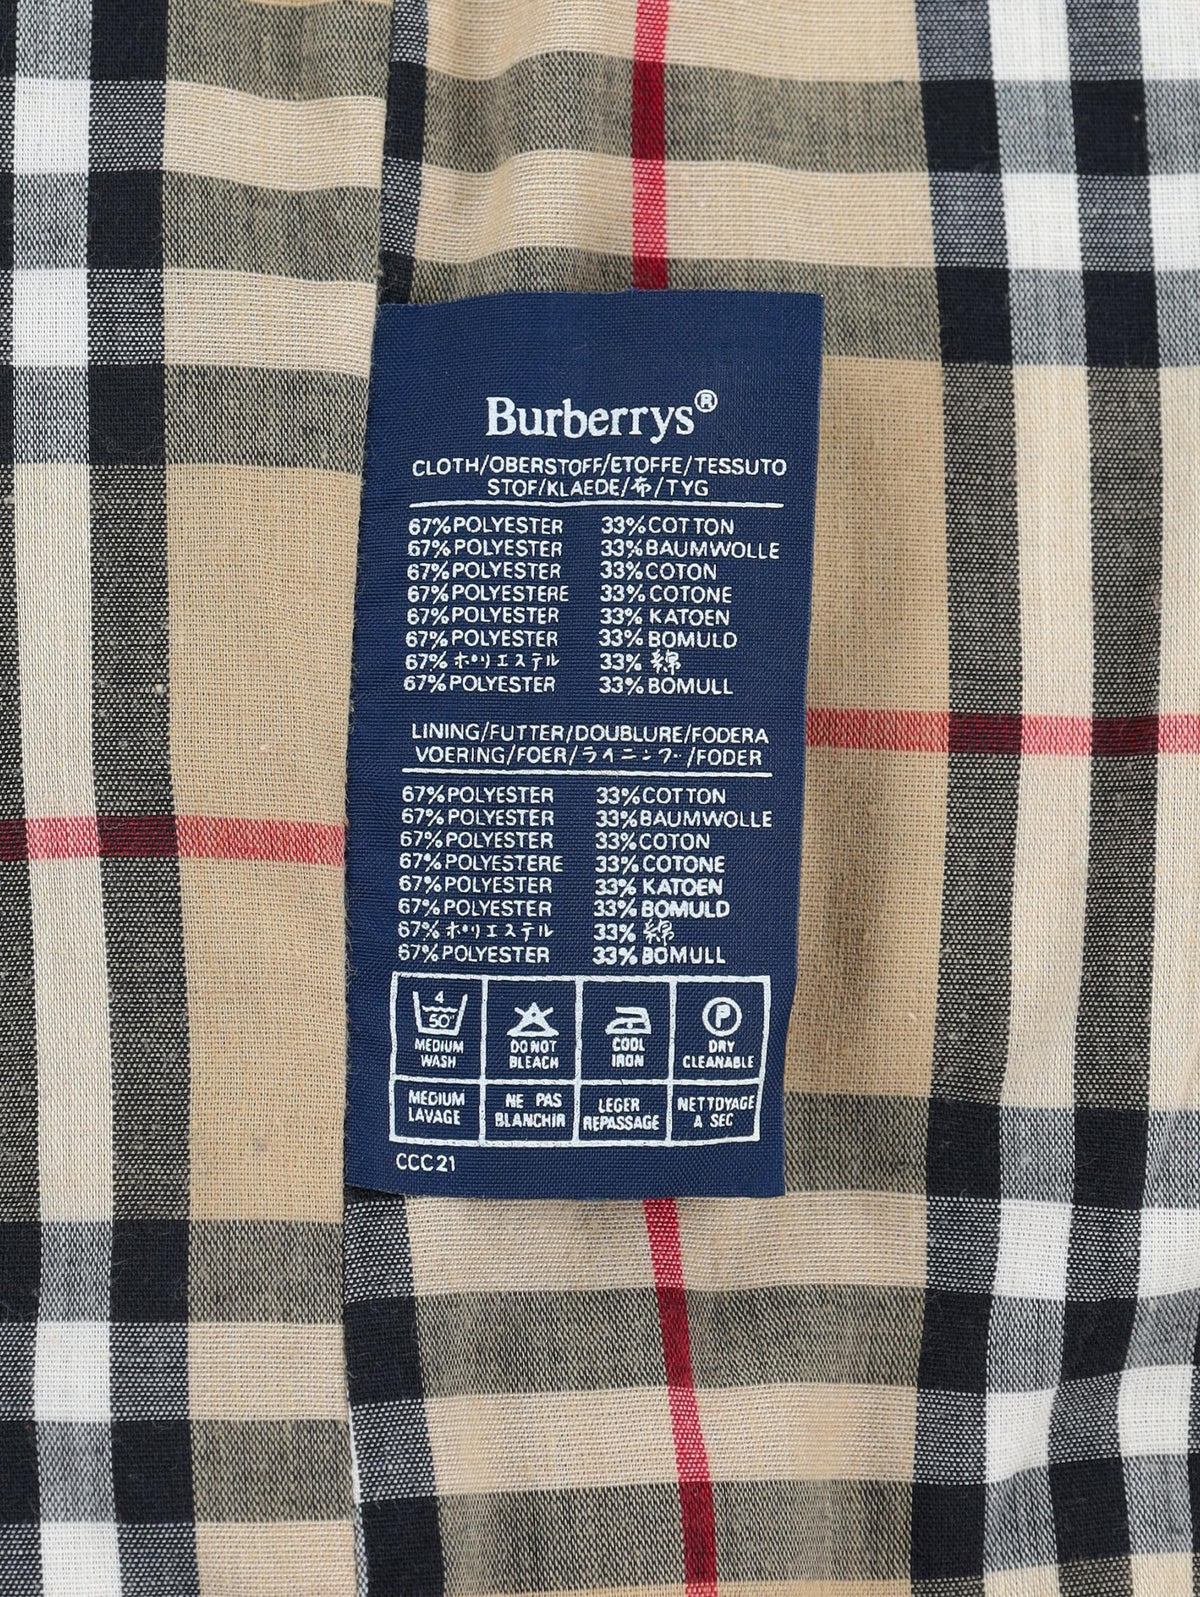 Burberrys®
CLOTH/OBERSTOFF/ETOFFE/TESSUTO
STOF/KLAEDE/布/TYG
67%POLYESTER 33%COTTON
67%POLYESTER 33%BAUMWOLLE
67%POLYESTER 33%COTON
67%POLYESTERE 33%COTONE
67%POLYESTER 33%KATOEN
67%POLYESTER 33%BOMULD
67%ポリエステル 33%綿
67%POLYESTER 33%BOMULL
LINING/FUTTER/DOUBLURE/FODERA
VOERING/FOER/ライニング/FODER
67%POLYESTER 33%COTTON
67%POLYESTER 33%BAUMWOLLE
67%POLYESTER 33%COTON
67%POLYESTERE 33%COTONE
67%POLYESTER 33%KATOEN
67%POLYESTER 33%BOMULD
67%ポリエステル 33%綿
67%POLYESTER 33%BOMULL
4
50°
MEDIUM
WASH
DO NOT
BLEACH
COOL
IRON
P
DRY
CLEANABLE
MEDIUM
LAVAGE
NE PAS
BLANCHIR
LEGER
REPASSAGE
NETTOYAGE
A SEC
CCC21